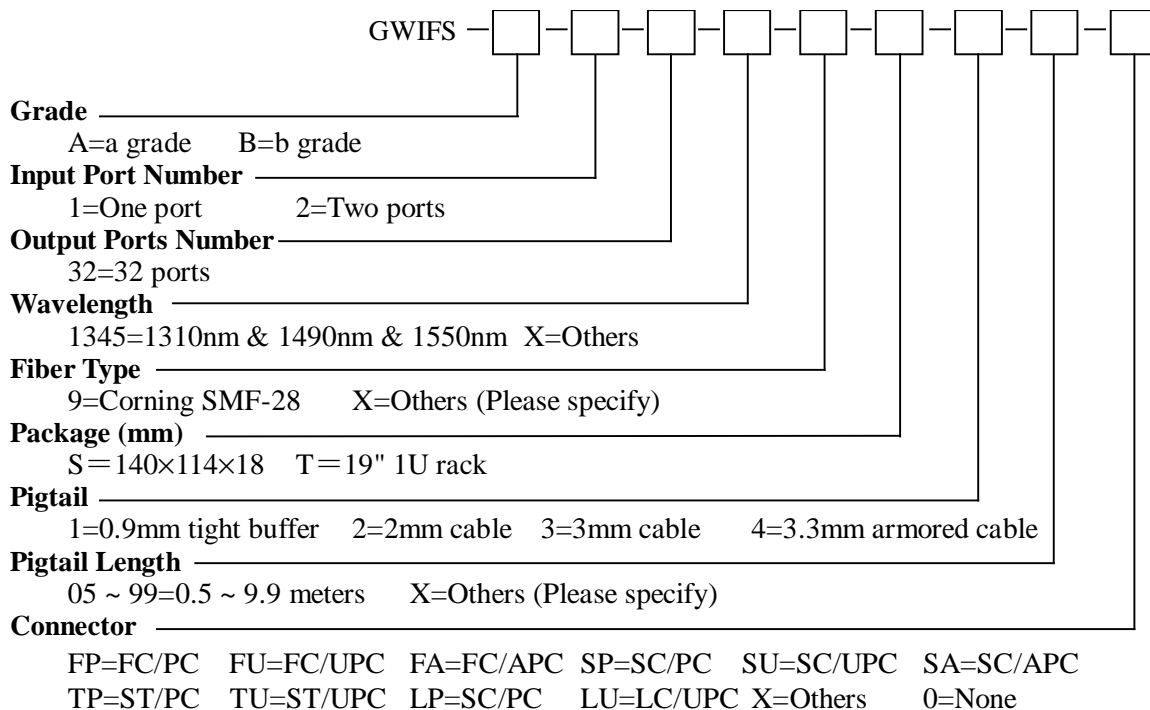 GWIFS
Grade
A=a grade B=b grade
Input Port Number
1=One port 2=Two ports
Output Ports Number
32=32 ports
Wavelength
1345=1310nm & 1490nm & 1550nm X=Others
Fiber Type
9=Corning SMF-28 X=Others (Please specify)
Package (mm)
S＝140×114×18 T＝19" 1U rack
Pigtail
1=0.9mm tight buffer 2=2mm cable 3=3mm cable 4=3.3mm armored cable
Pigtail Length
05 ~ 99=0.5 ~ 9.9 meters X=Others (Please specify)
Connector
FP=FC/PC FU=FC/UPC FA=FC/APC SP=SC/PC SU=SC/UPC SA=SC/APC
TP=ST/PC TU=ST/UPC LP=SC/PC LU=LC/UPC X=Others 0=None